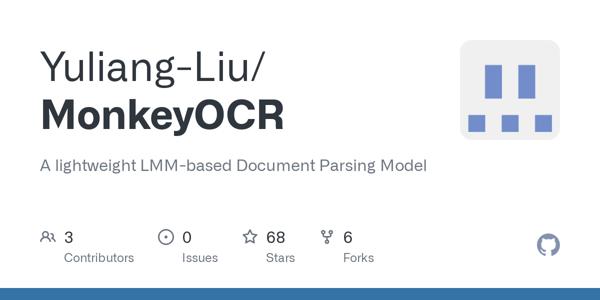 Yuliang-Liu/
MonkeyOCR
A lightweight LMM-based Document Parsing Model
3 0 68 6
Contributors Issues Stars Forks